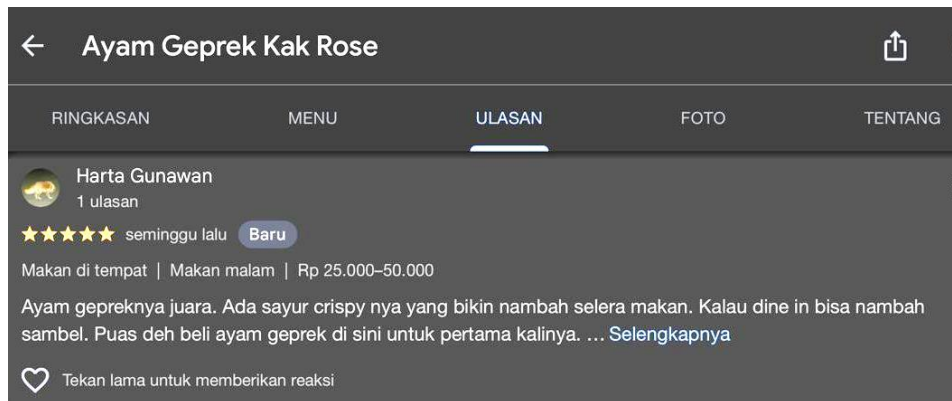 Ayam Geprek Kak Rose
RINGKASAN MENU ULASAN FOTO TENTANG
Harta Gunawan
1 ulasan
seminggu lalu Baru
Makan di tempat | Makan malam | Rp 25.000–50.000
Ayam gepreknya juara. Ada sayur crispy nya yang bikin nambah selera makan. Kalau dine in bisa nambah
sambel. Puas deh beli ayam geprek di sini untuk pertama kalinya. … Selengkapnya
Tekan lama untuk memberikan reaksi